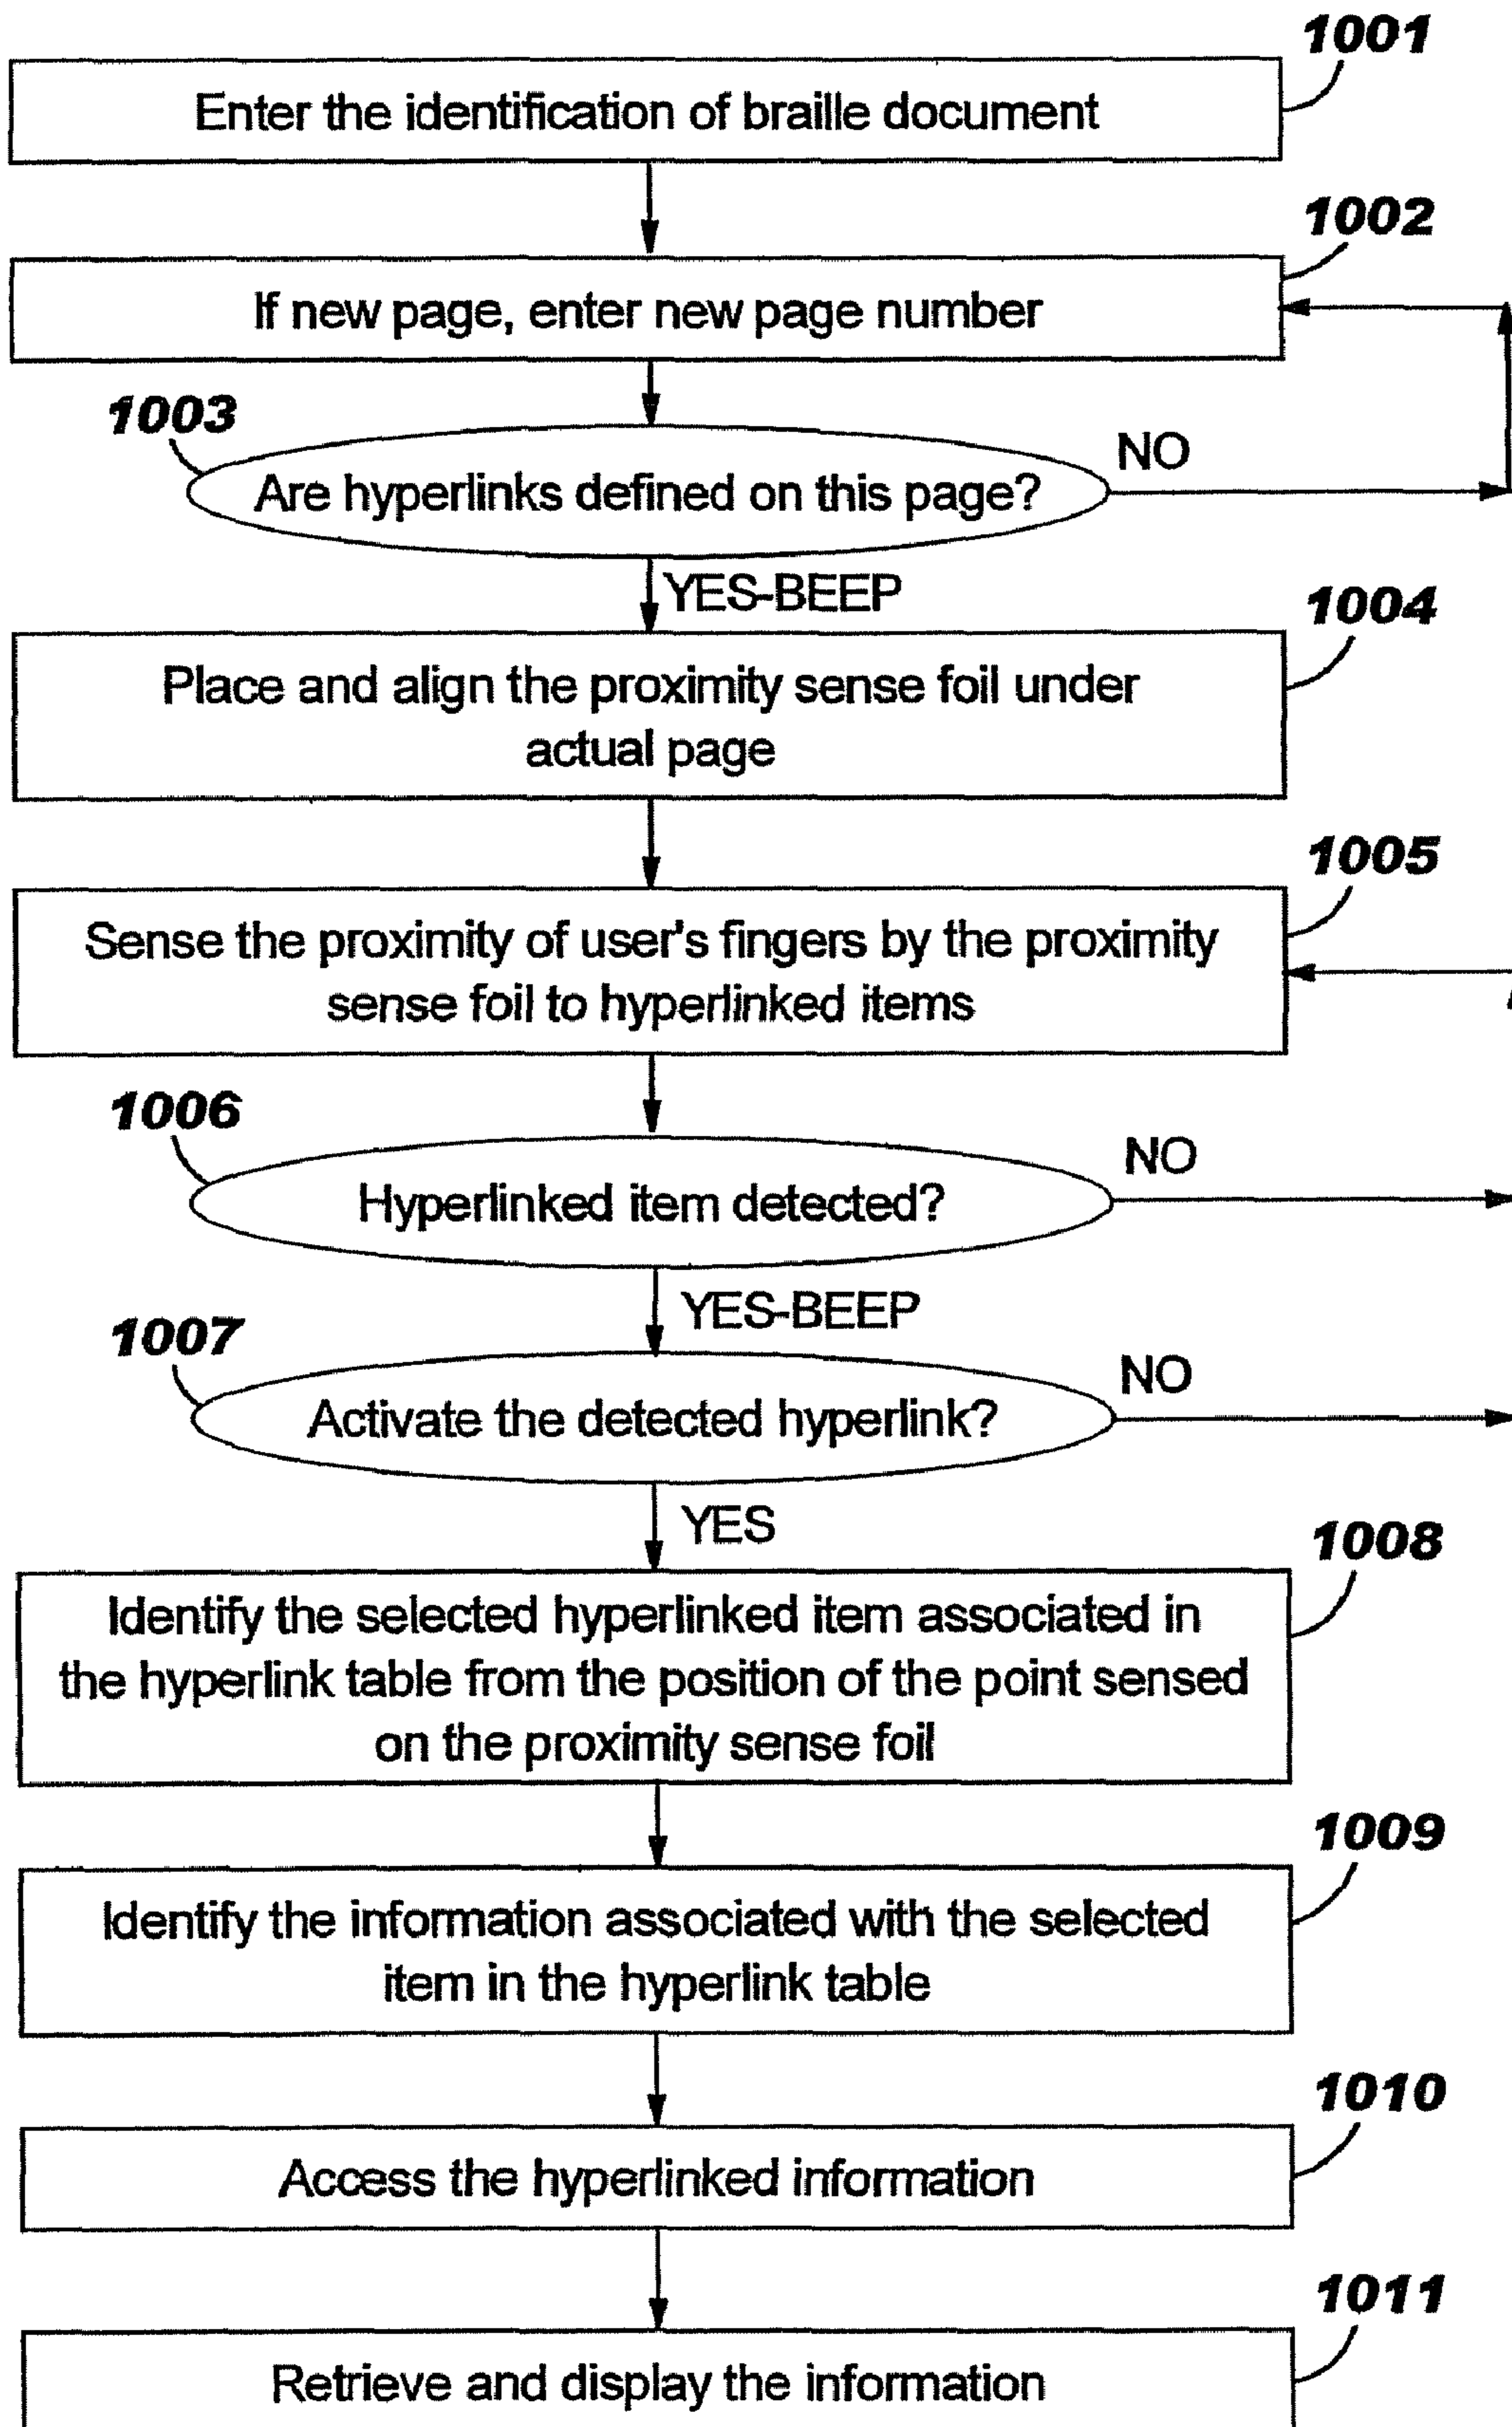 1001
Enter the identification of braille document
1002
If new page, enter new page number
1003
Are hyperlinks defined on this page?
NO
YES-BEEP
1004
Place and align the proximity sense foil under
actual page
1005
Sense the proximity of user's fingers by the proximity
sense foil to hyperlinked items
1006
Hyperlinked item detected?
NO
YES-BEEP
1007
Activate the detected hyperlink?
NO
YES
1008
Identify the selected hyperlinked item associated in
the hyperlink table from the position of the point sensed
on the proximity sense foil
1009
Identify the information associated with the selected
item in the hyperlink table
1010
Access the hyperlinked information
1011
Retrieve and display the information